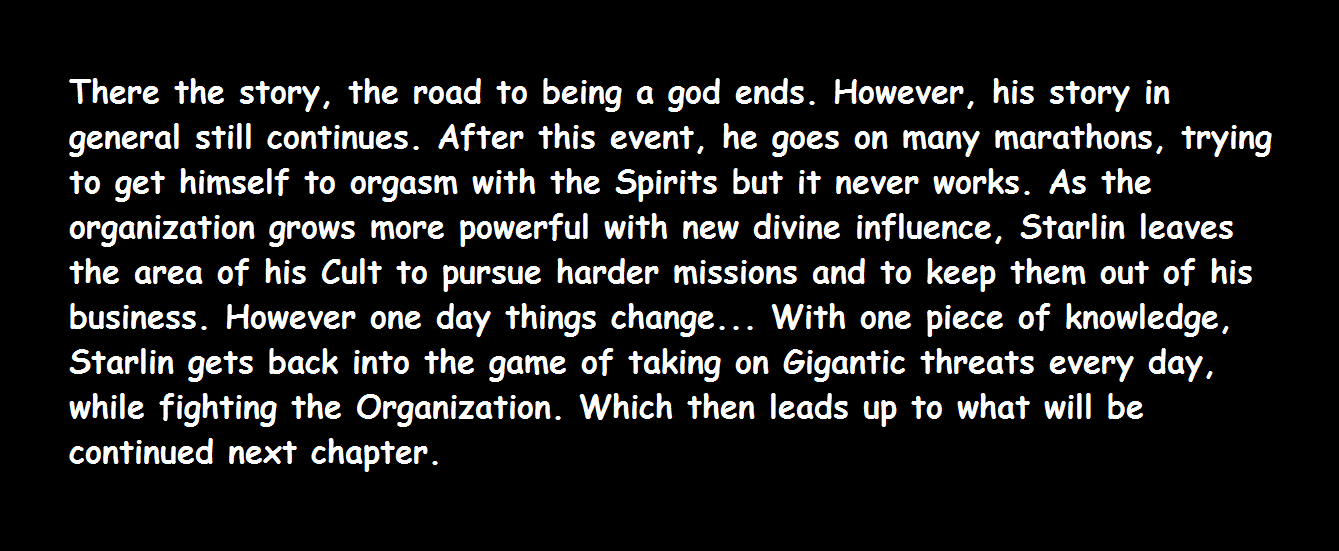 There the story, the road to being a god ends. However, his story in
general still continues. After this event, he goes on many marathons, trying
to get himself to orgasm with the Spirits but it never works. As the
organization grows more powerful with new divine influence, Starlin leaves
the area of his Cult to pursue harder missions and to keep them out of his
business. However one day things change... With one piece of knowledge,
Starlin gets back into the game of taking on Gigantic threats every day,
while fighting the Organization. Which then leads up to what will be
continued next chapter.